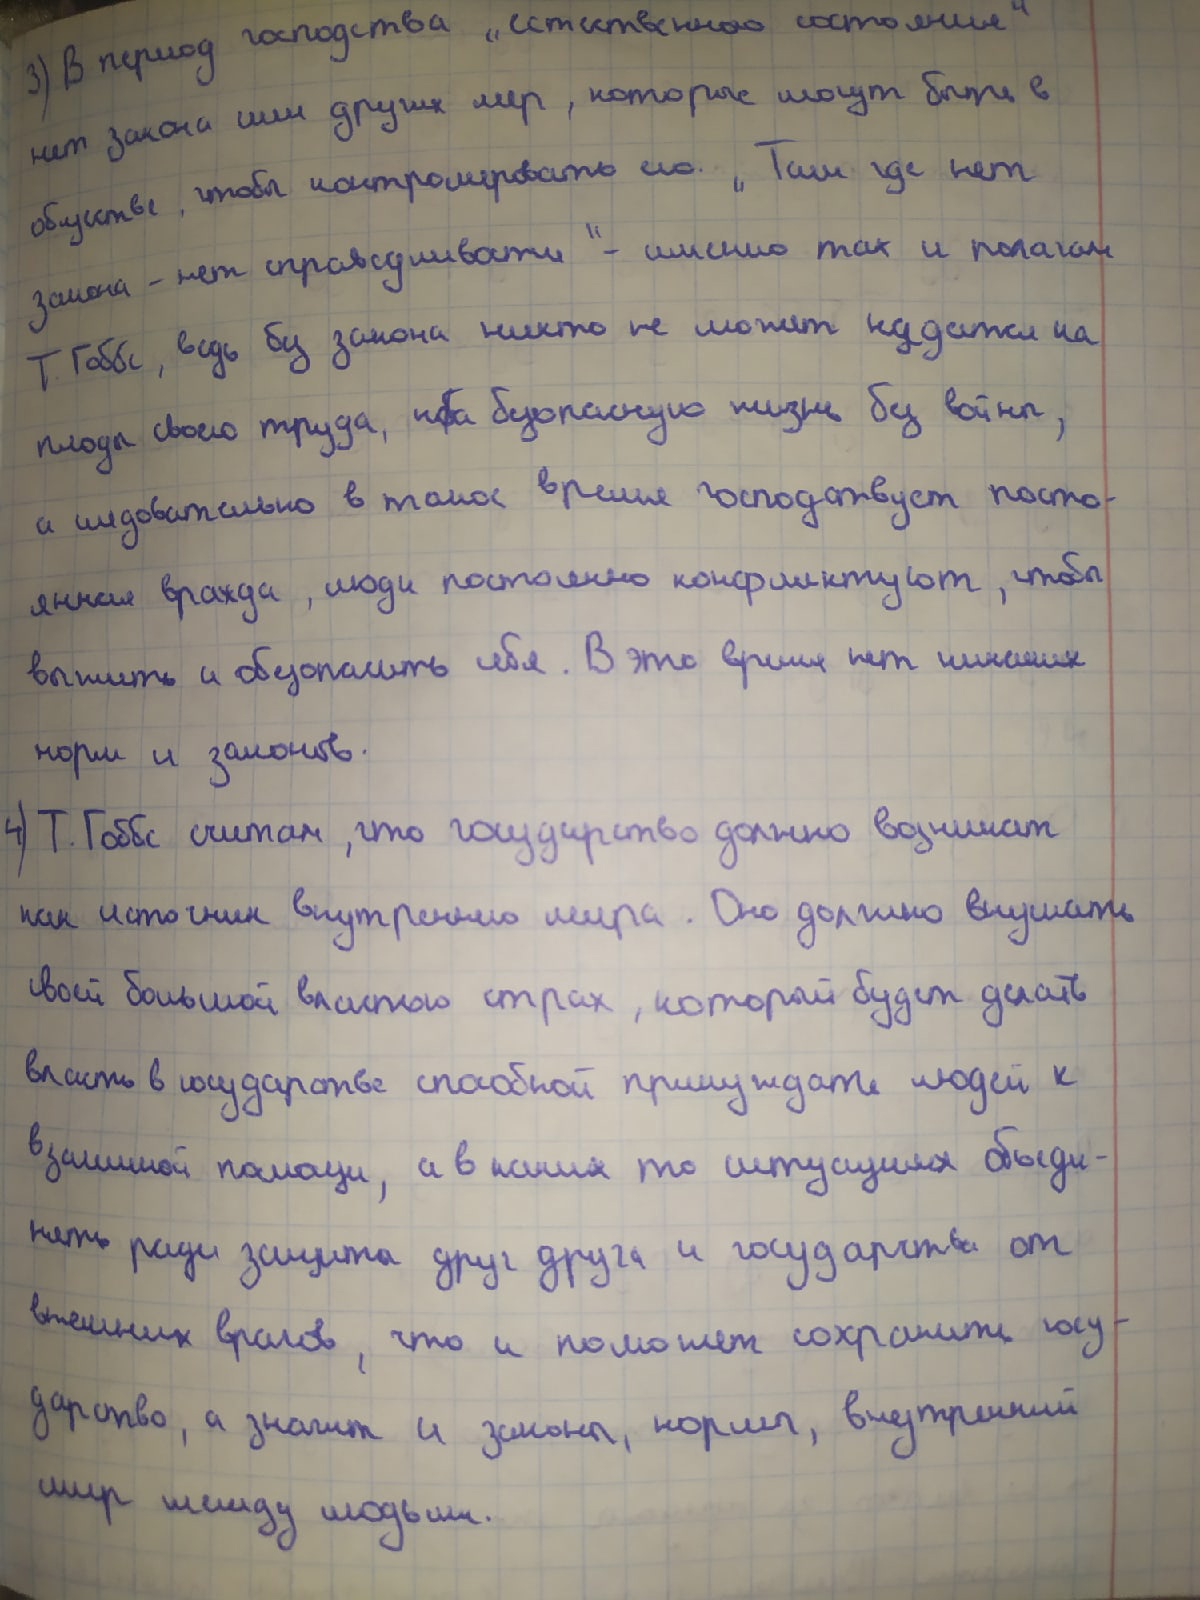 3) В период господства „естественного состояния"
нет закона или других мер, которые могут быть в
обществе, чтобы контролировать его. „Там где нет
закона - нет справедливости" - именно так и полагал
Т. Гоббс, ведь без закона никто не может надеятся на
плоды своего труда, на безопасную жизнь без войны,
а следовательно в такое время господствует посто-
янная вражда, люди постоянно конфликтуют, чтобы
выжить и обезопасить себя. В это время нет никаких
норм и законов.
4) Т. Гоббс считал, что государство должно возникать
как источник внутреннего мира. Оно должно внушать
своей большой властью страх, который будет делать
власть в государстве способной принуждать людей к
взаимной помощи, а в каких то ситуациях объеди-
нять ради защиты друг друга и государства от
внешних врагов, что и поможет сохранить госу-
дарство, а значит и законы, нормы, внутренний
мир между людьми.